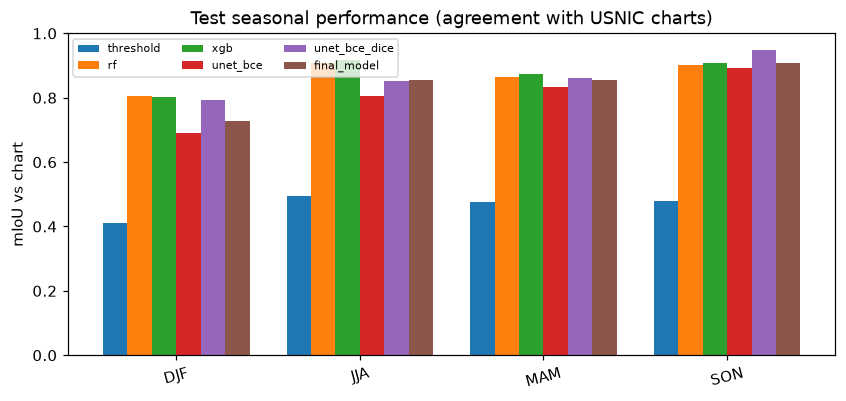 Test seasonal performance (agreement with USNIC charts)
threshold xgb unet_bce_dice
rf unet_bce final_model
mIoU vs chart
1.0
0.8
0.6
0.4
0.2
0.0
DJF JJA MAM SON